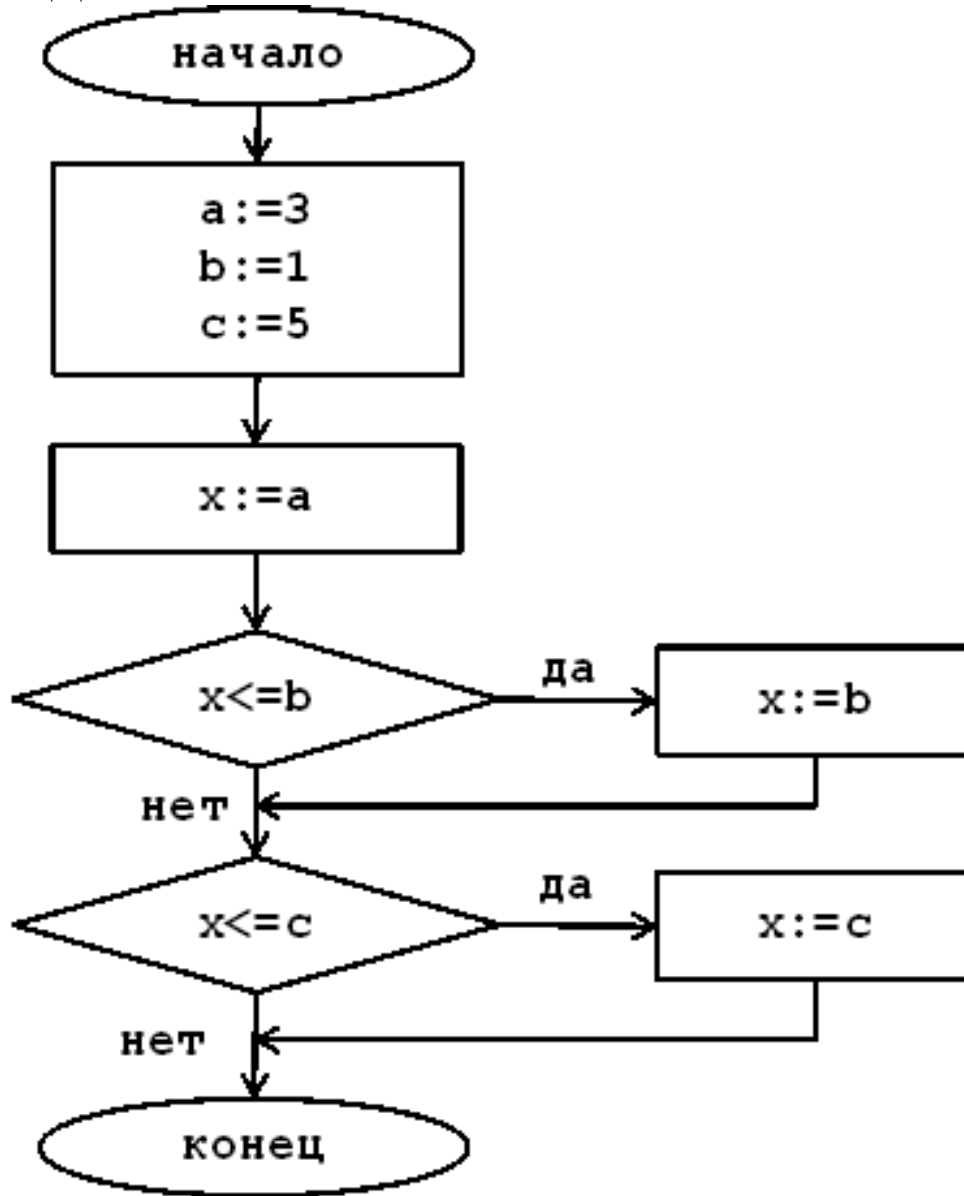 начало
a:=3
b:=1
c:=5
x:=a
x<=b
да
x:=b
нет
x<=c
да
x:=c
нет
конец